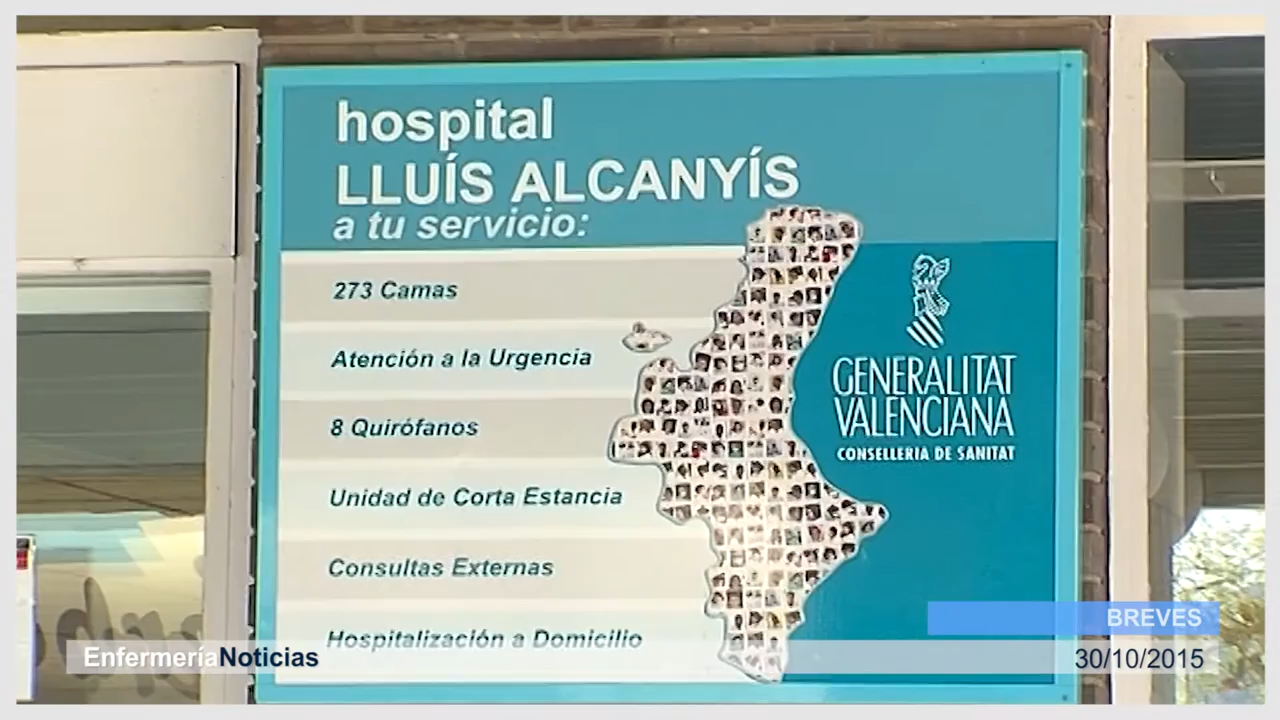 hospital
LLUÍS ALCANYÍS
a tu servicio:
273 Camas
Atención a la Urgencia
8 Quirófanos
Unidad de Corta Estancia
Consultas Externas
Hospitalización a Domicilio
GENERALITAT
VALENCIANA
CONSELLERIA DE SANITAT
BREVES
EnfermeríaNoticias
30/10/2015